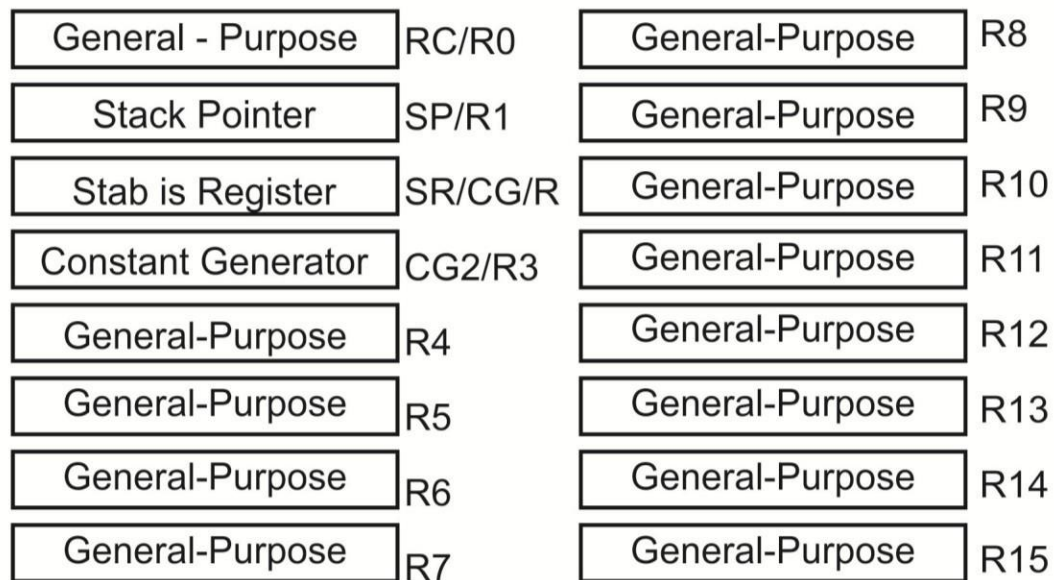 General - Purpose RC/R0
Stack Pointer SP/R1
Stab is Register SR/CG/R
Constant Generator CG2/R3
General-Purpose R4
General-Purpose R5
General-Purpose R6
General-Purpose R7
General-Purpose R8
General-Purpose R9
General-Purpose R10
General-Purpose R11
General-Purpose R12
General-Purpose R13
General-Purpose R14
General-Purpose R15